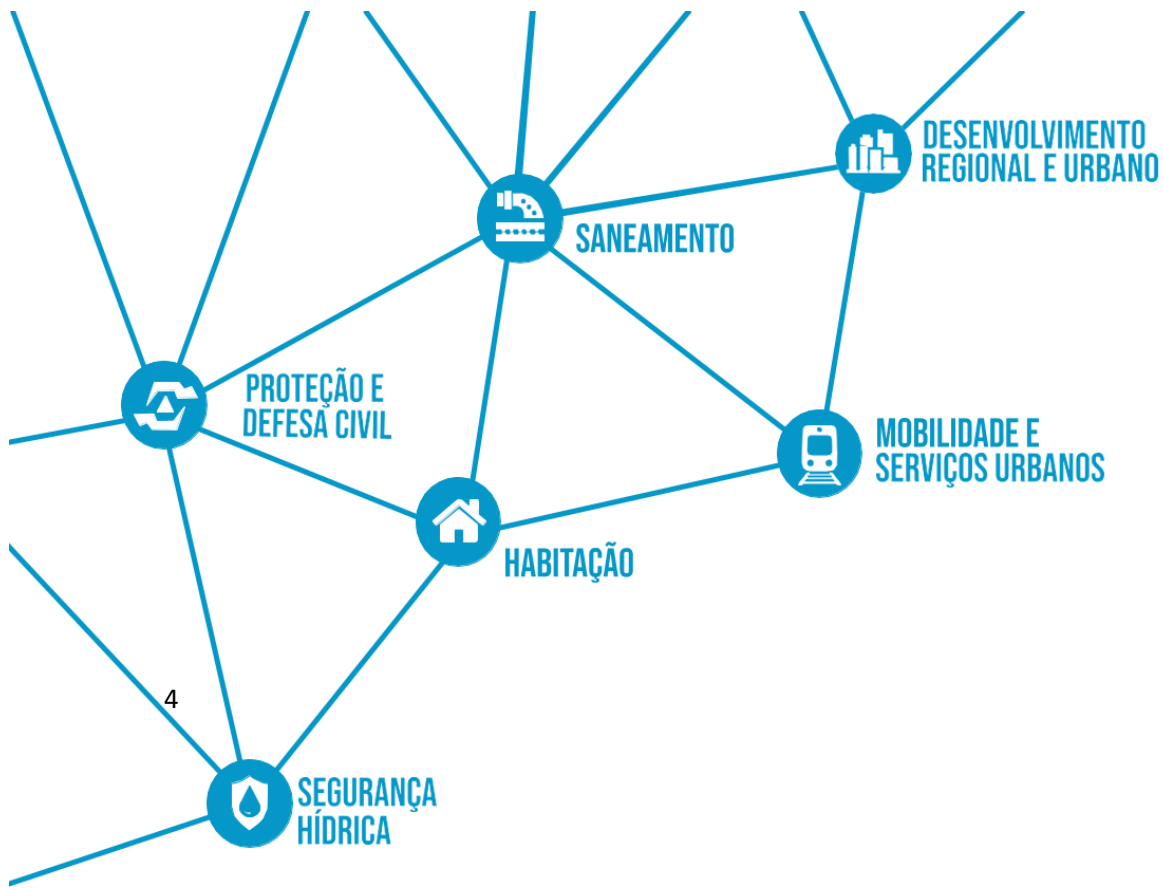 DESENVOLVIMENTO
REGIONAL E URBANO
SANEAMENTO
PROTEÇÃO E
DEFESA CIVIL
MOBILIDADE E
SERVIÇOS URBANOS
HABITAÇÃO
4
SEGURANÇA
HÍDRICA